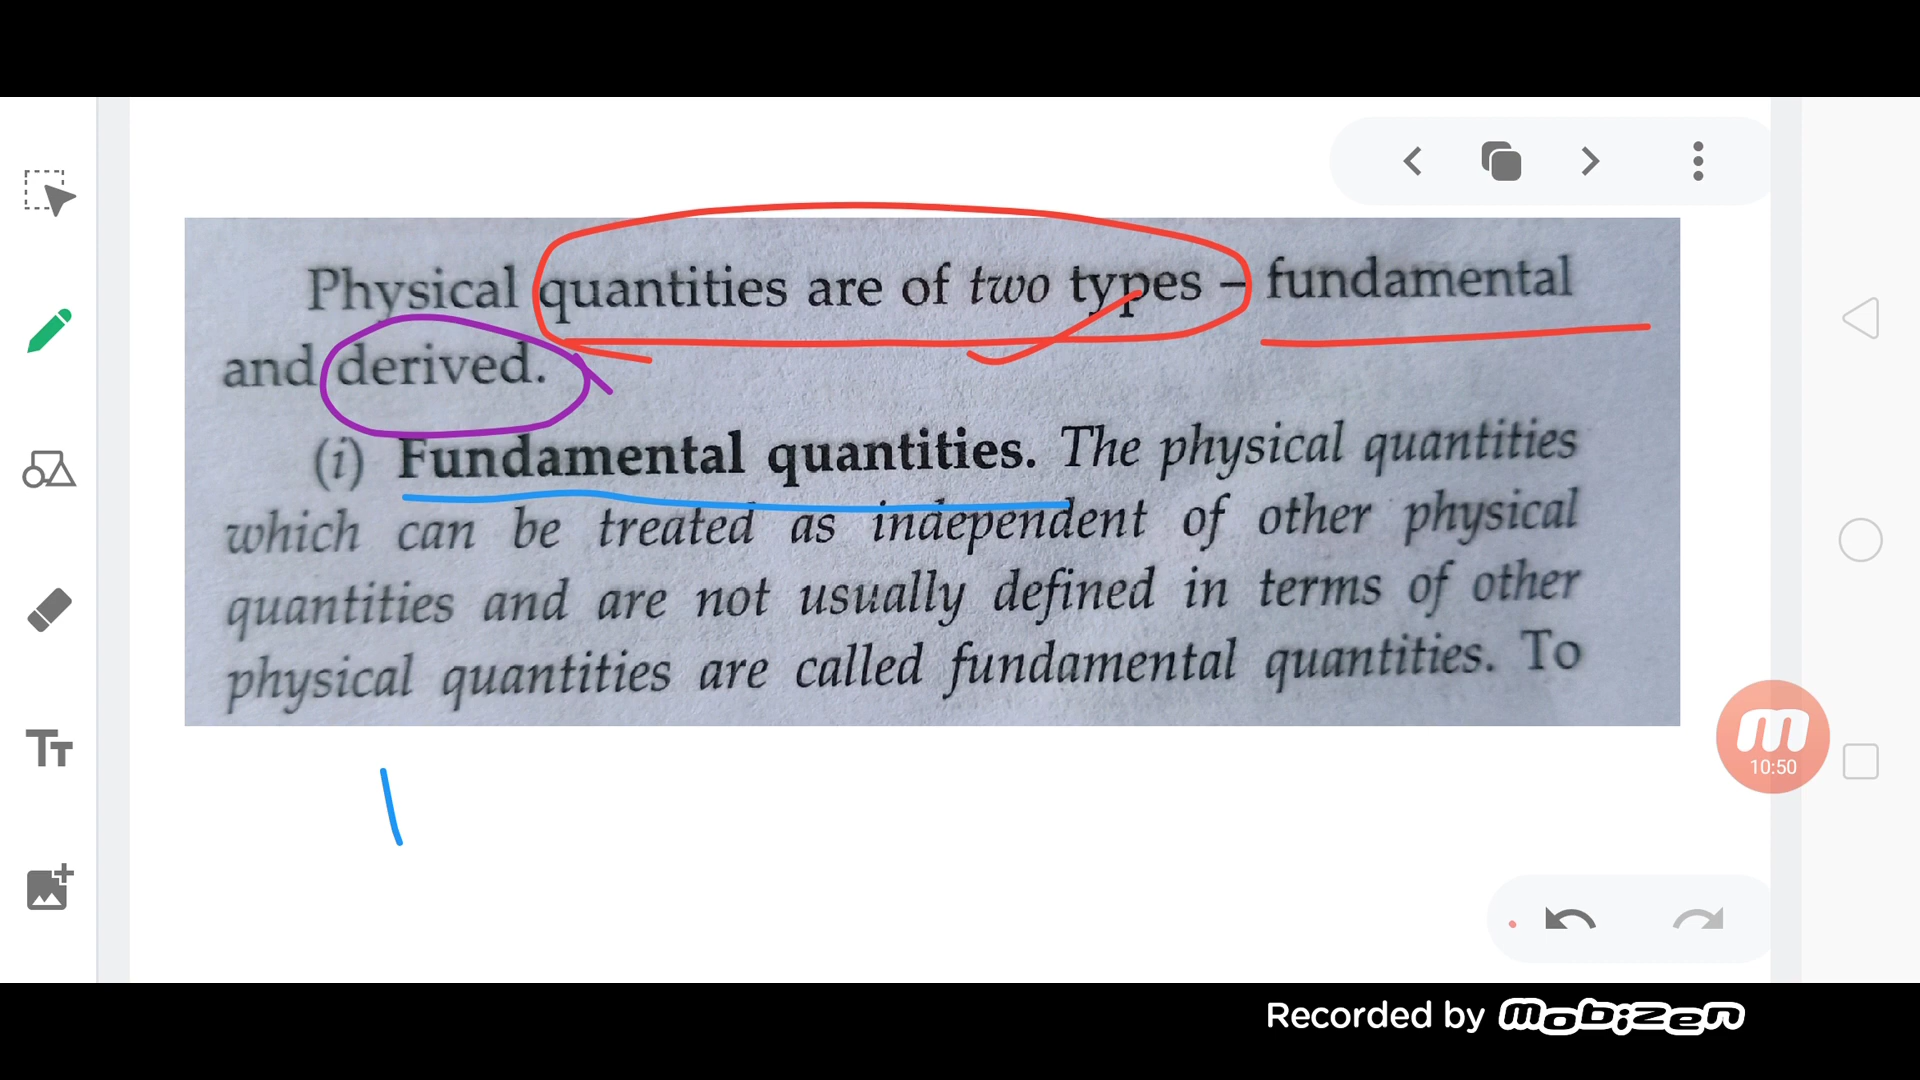 Physical quantities are of two types – fundamental
and derived.
(i) Fundamental quantities. The physical quantities
which can be treated as independent of other physical
quantities and are not usually defined in terms of other
physical quantities are called fundamental quantities. To
TT
m
10:50
Recorded by mobizen